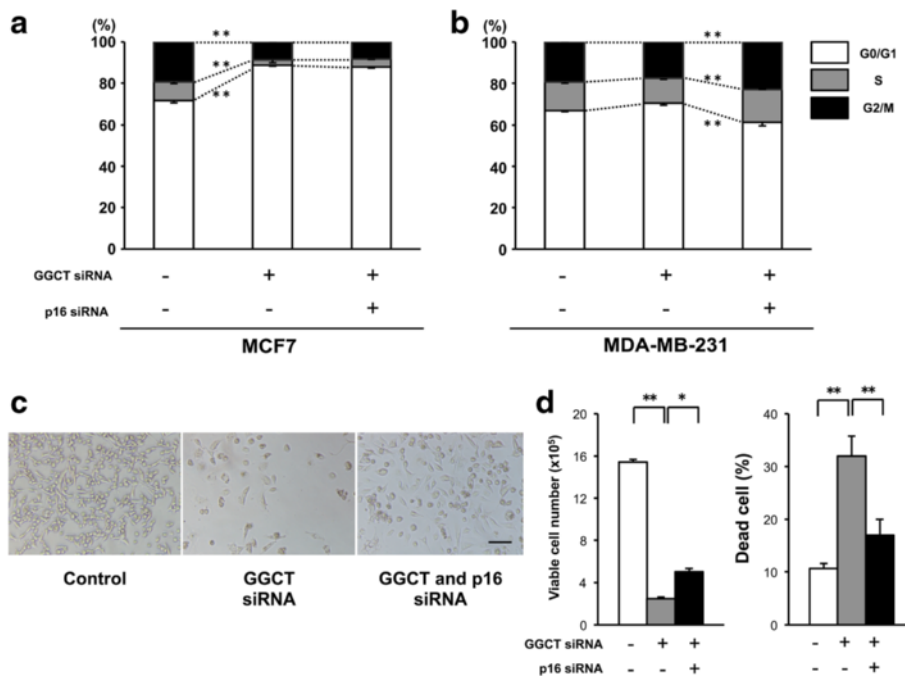 a
(%)
100
80
60
40
20
0
** 
**
**
GGCT siRNA - + +
p16 siRNA - - +
MCF7
b
(%)
100
80
60
40
20
0
**
**
**
- + +
- - +
MDA-MB-231
G0/G1
S
G2/M
c
Control
GGCT
siRNA
GGCT and p16
siRNA
d
** *
Viable cell number (x10⁵)
20
16
12
8
4
0
GGCT siRNA - + +
p16 siRNA - - +
** **
Dead cell (%)
40
30
20
10
0
- + +
- - +